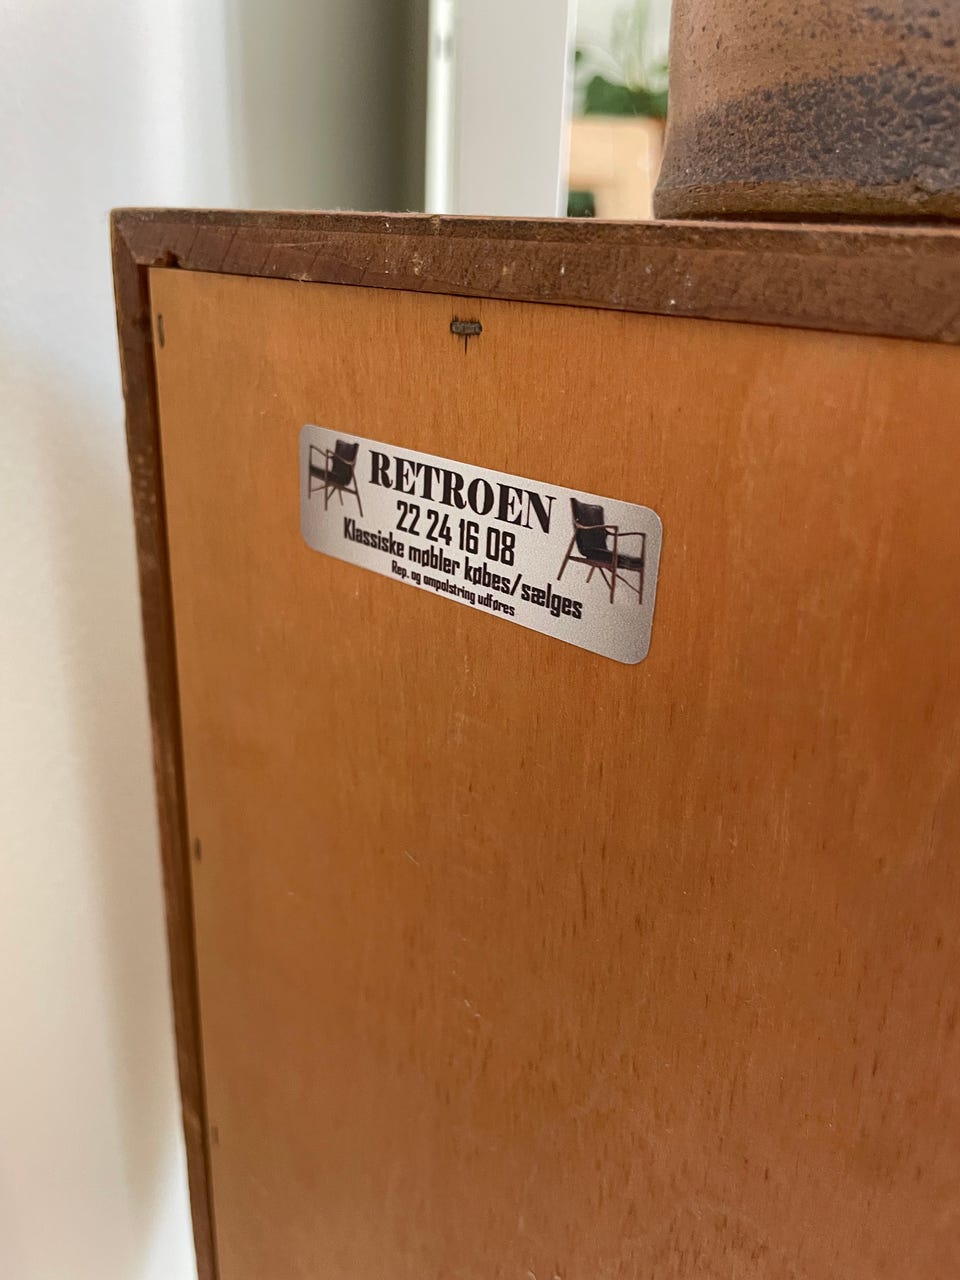 RETROEN
22 24 16 08
Klassiske møbler købes/sælges
Rep. og ompolstring udføres